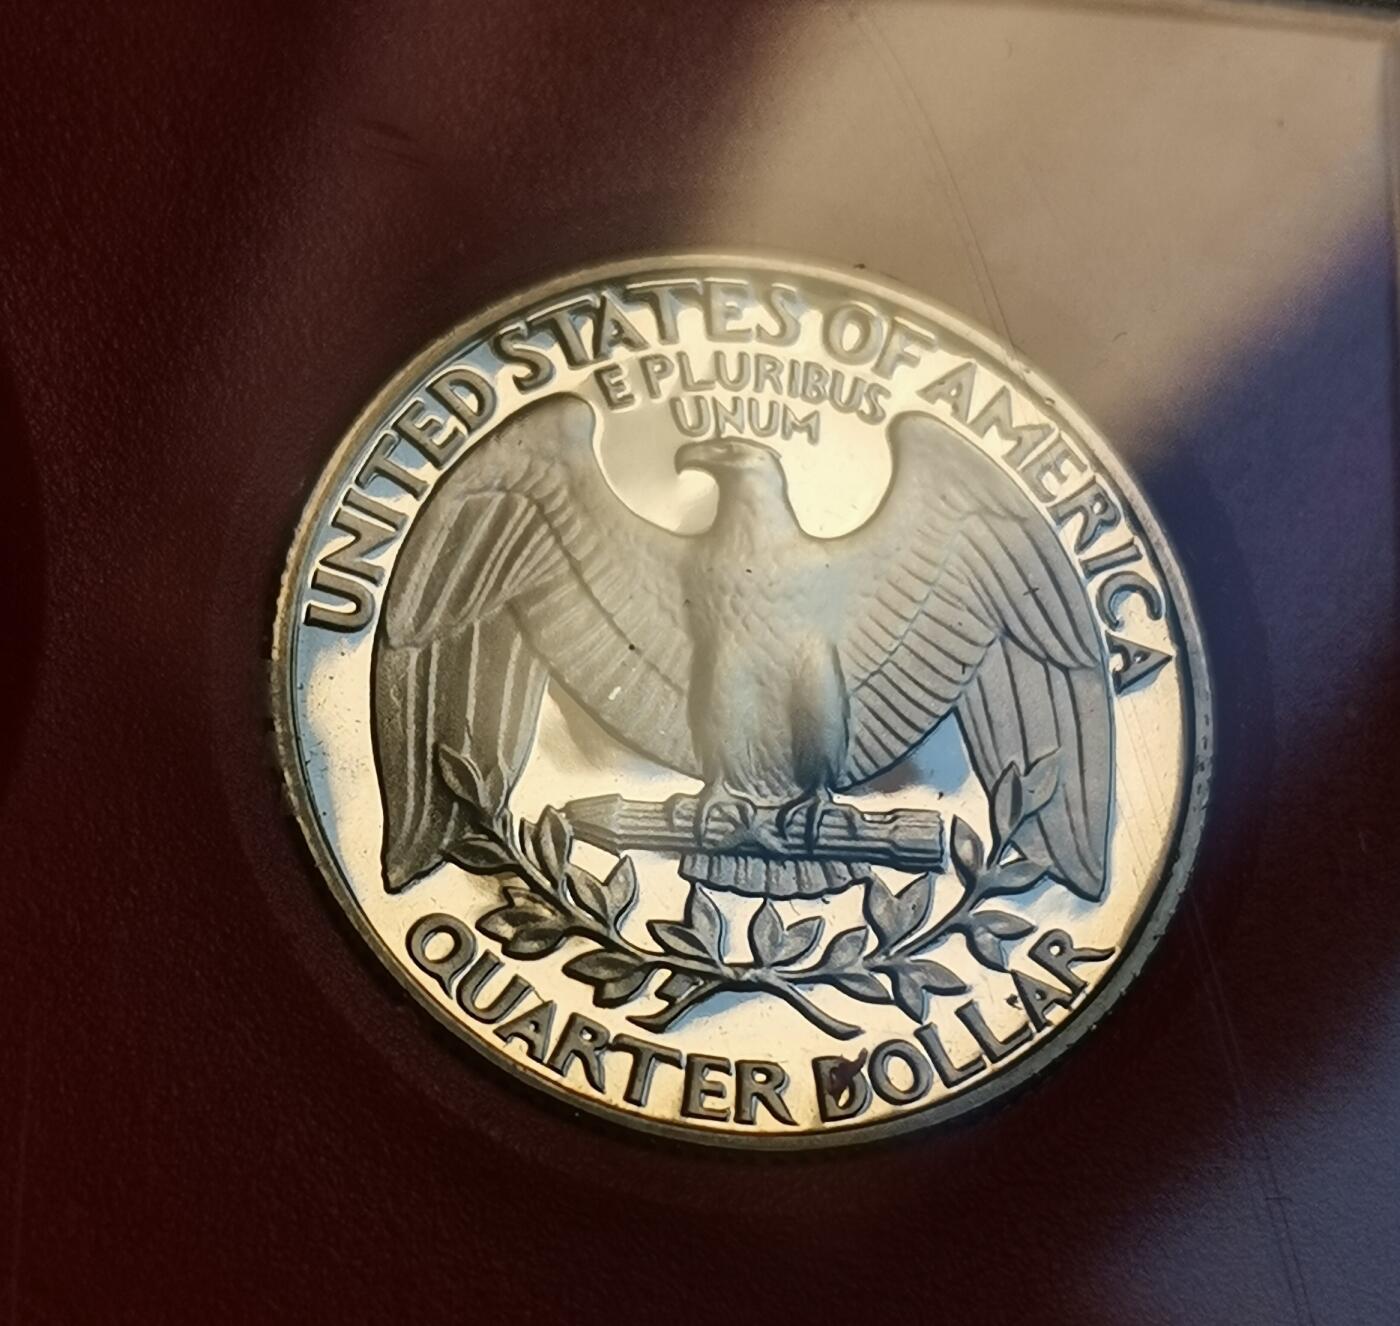 UNITED STATES OF AMERICA
E PLURIBUS
UNUM
QUARTER DOLLAR